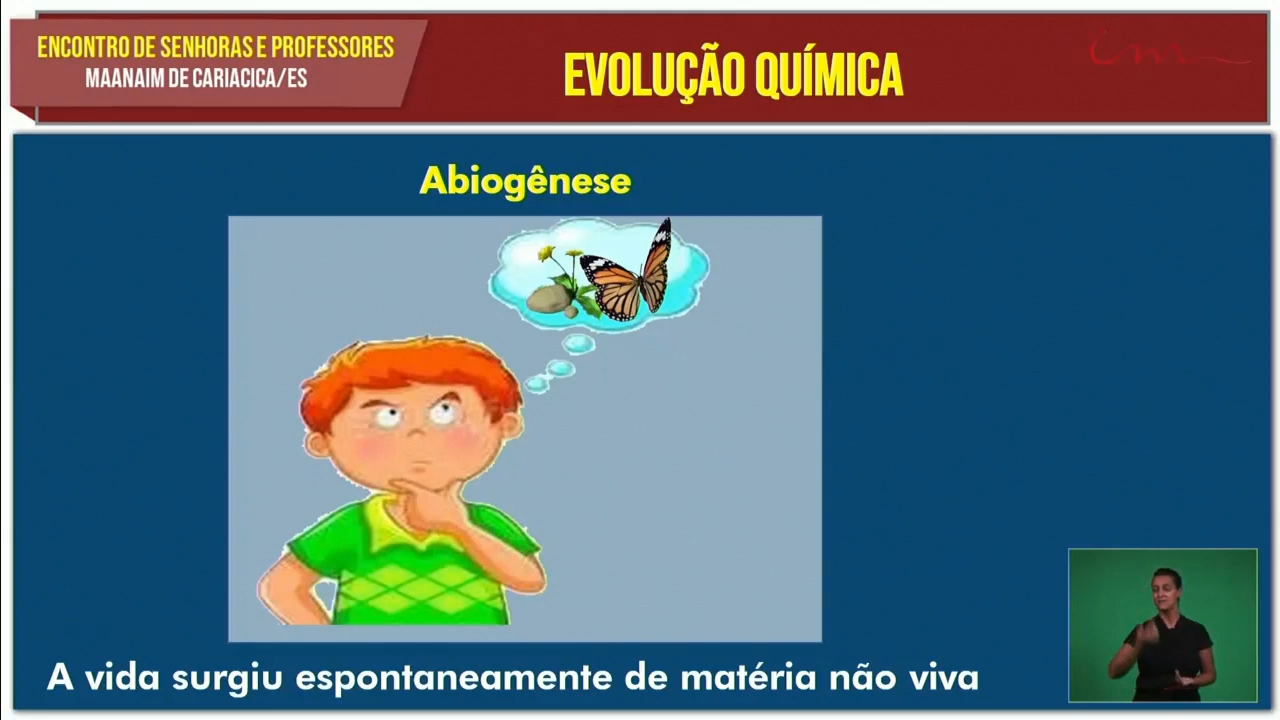 ENCONTRO DE SENHORAS E PROFESSORES
MAANAIM DE CARIACICA/ES
EVOLUÇÃO QUÍMICA
Abiogênese
A vida surgiu espontaneamente de matéria não viva